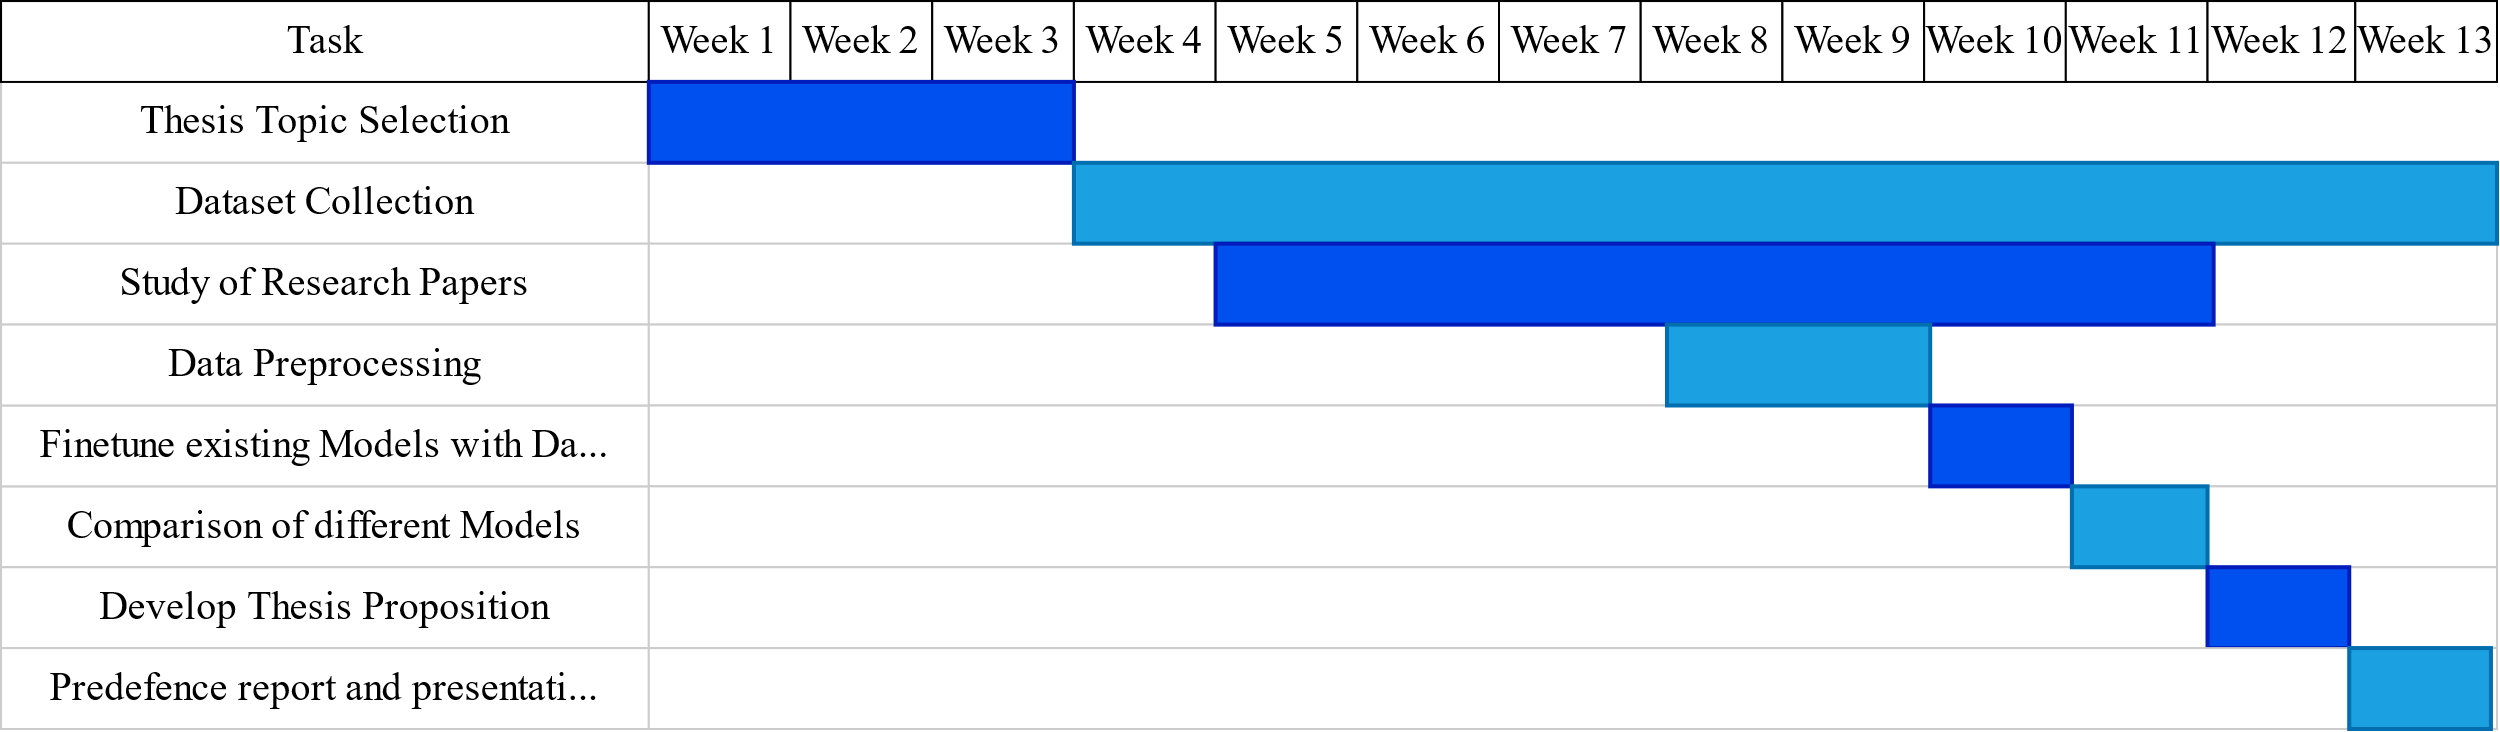 Task Week 1 Week 2 Week 3 Week 4 Week 5 Week 6 Week 7 Week 8 Week 9 Week 10 Week 11 Week 12 Week 13
Thesis Topic Selection
Dataset Collection
Study of Research Papers
Data Preprocessing
Finetune existing Models with Da...
Comparison of different Models
Develop Thesis Proposition
Predefence report and presentati...